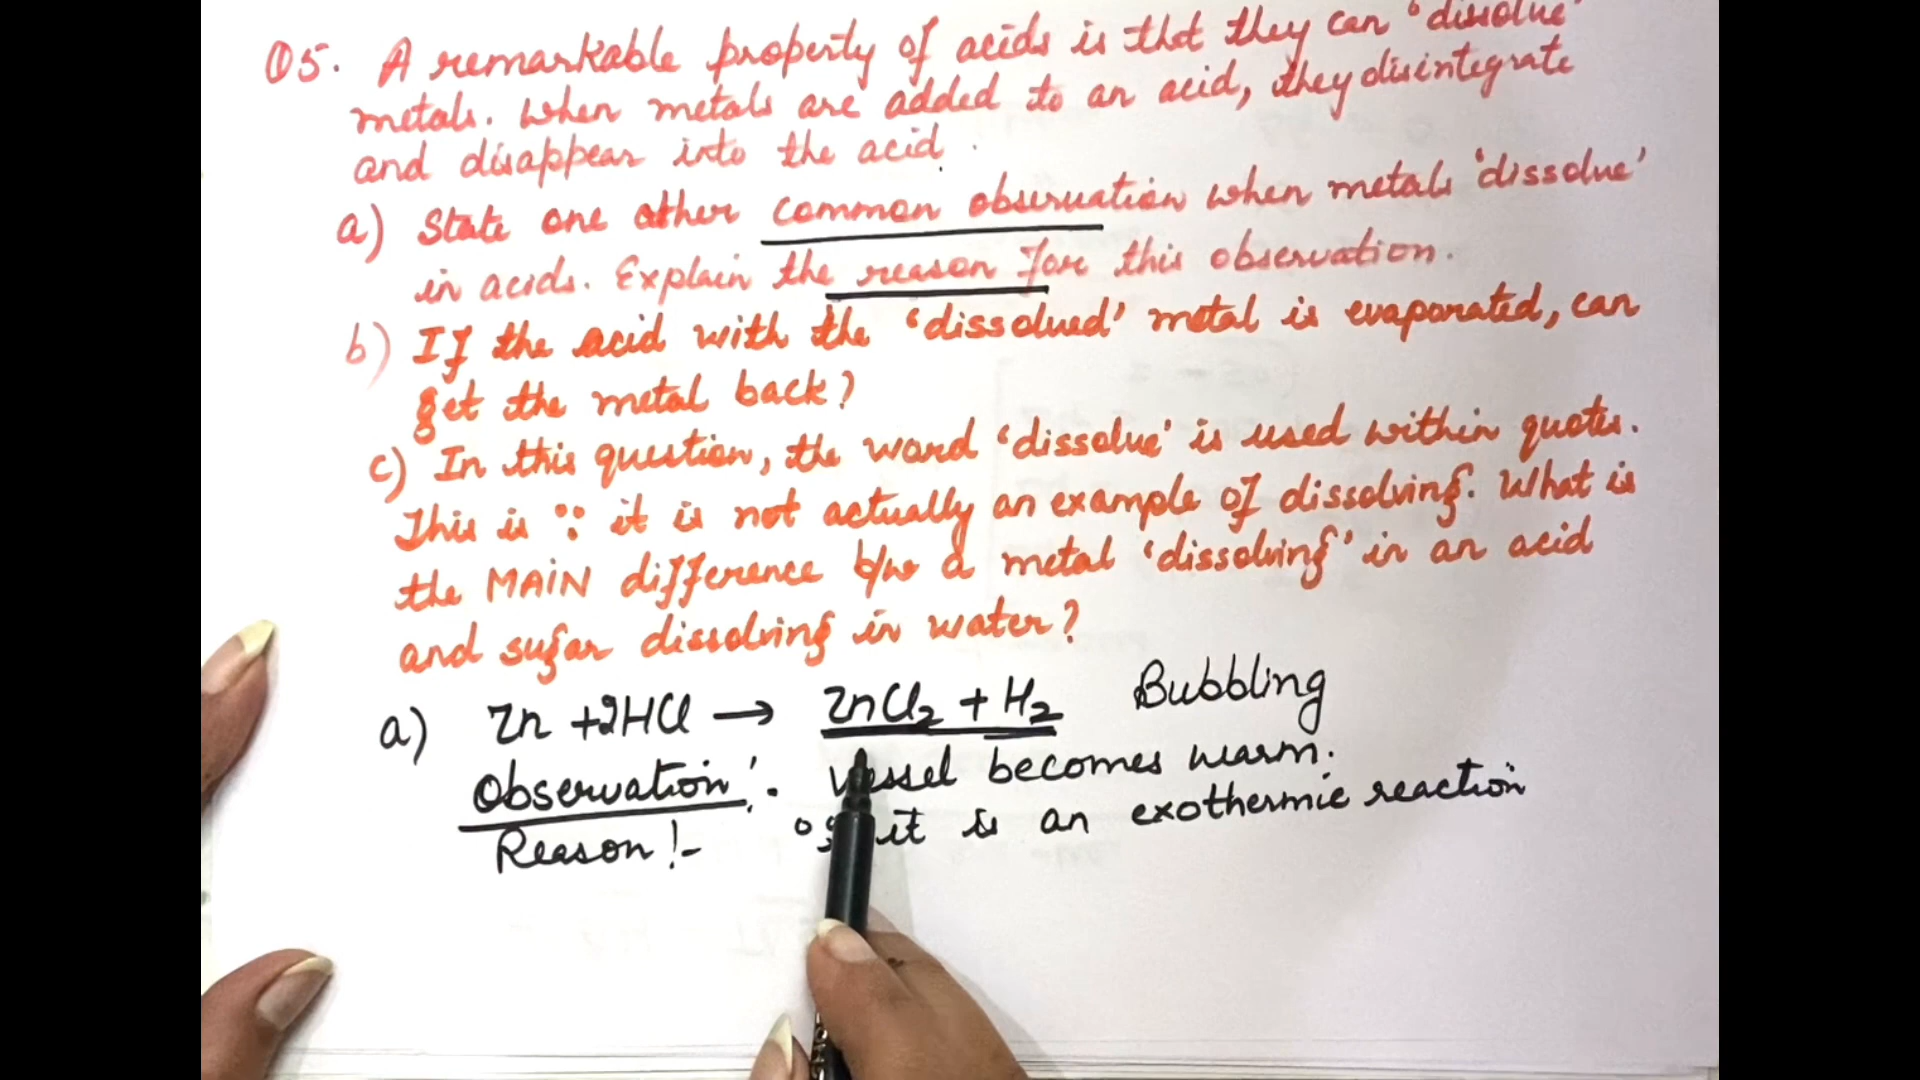 Q5. A remarkable property of acids is that they can 'dissolve'
metals. When metals are added to an acid, they disintegrate
and disappear into the acid.
a) State one other common observation when metals 'dissolve'
in acids. Explain the reason for this observation.
b) If the acid with the 'dissolved' metal is evaporated, can
get the metal back?
c) In this question, the word 'dissolve' is used within quotes.
This is ∵ it is not actually an example of dissolving. What is
the MAIN difference b/w a metal 'dissolving' in an acid
and sugar dissolving in water?
a) Zn + 2HCl → ZnCl₂ + H₂ Bubbling
Observation :- Vessel becomes warm.
Reason :- it is an exothermic reaction